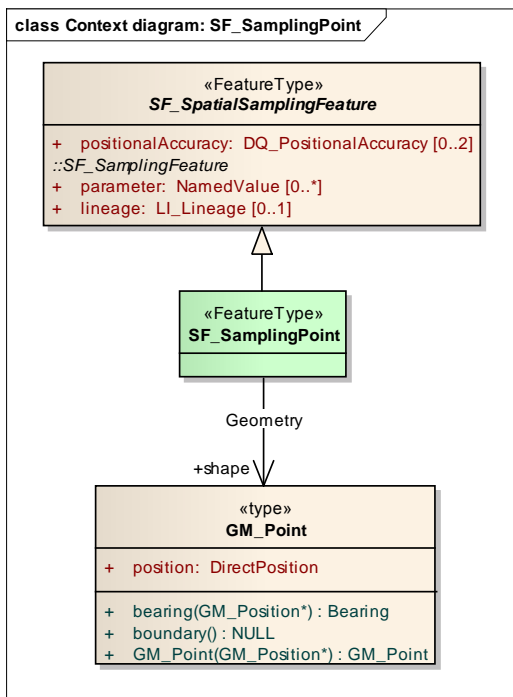 class Context diagram: SF_SamplingPoint
«FeatureType»
SF_SpatialSamplingFeature
+ positionalAccuracy: DQ_PositionalAccuracy [0..2]
::SF_SamplingFeature
+ parameter: NamedValue [0..*]
+ lineage: LI_Lineage [0..1]
«FeatureType»
SF_SamplingPoint
Geometry
+shape
«type»
GM_Point
+ position: DirectPosition
+ bearing(GM_Position*) : Bearing
+ boundary() : NULL
+ GM_Point(GM_Position*) : GM_Point